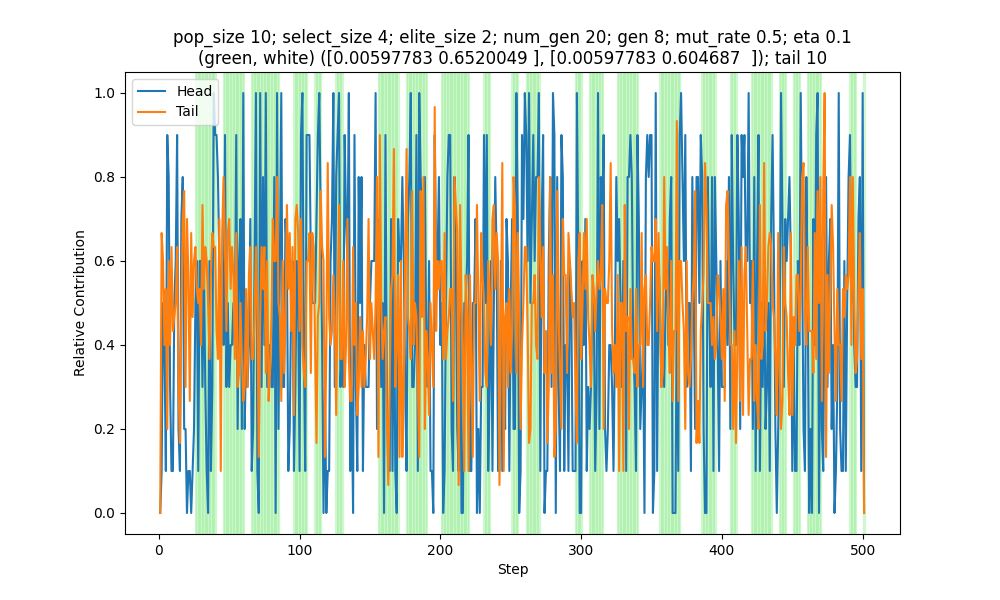 pop_size 10; select_size 4; elite_size 2; num_gen 20; gen 8; mut_rate 0.5; eta 0.1
(green, white) ([0.00597783 0.6520049 ], [0.00597783 0.604687  ]); tail 10
Head
Tail
1.0
0.8
0.6
0.4
0.2
0.0
Relative Contribution
0 100 200 300 400 500
Step